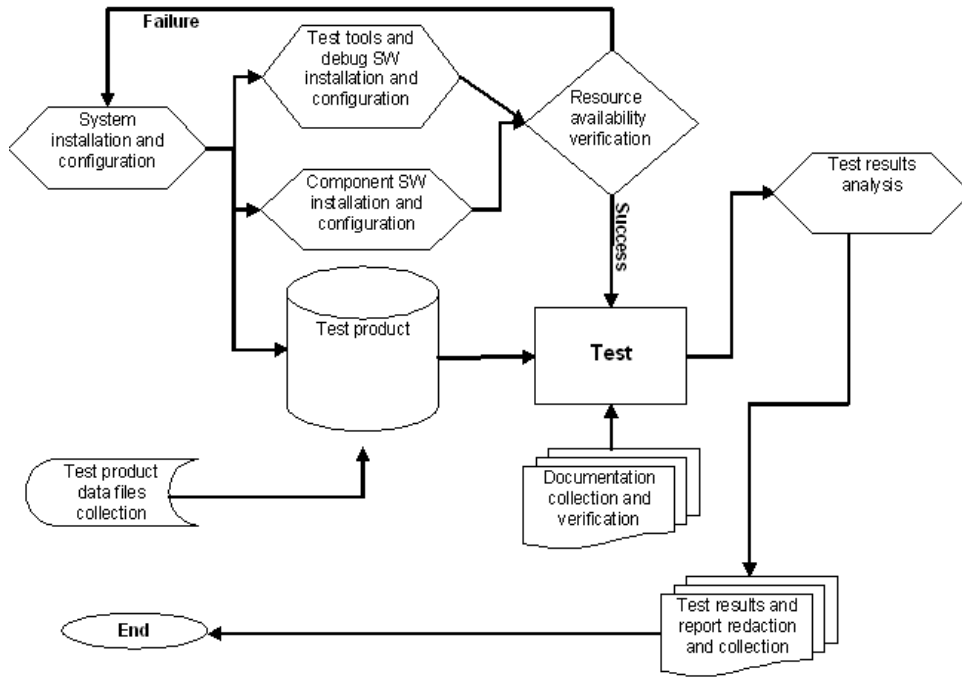 Failure
Test tools and
debug SW
installation and
configuration
System
installation and
configuration
Resource
availability
verification
Component SW
installation and
configuration
Success
Test results
analysis
Test product
Test
Test product
data files
collection
Documentation
collection and
verification
Test results and
report redaction
and collection
End